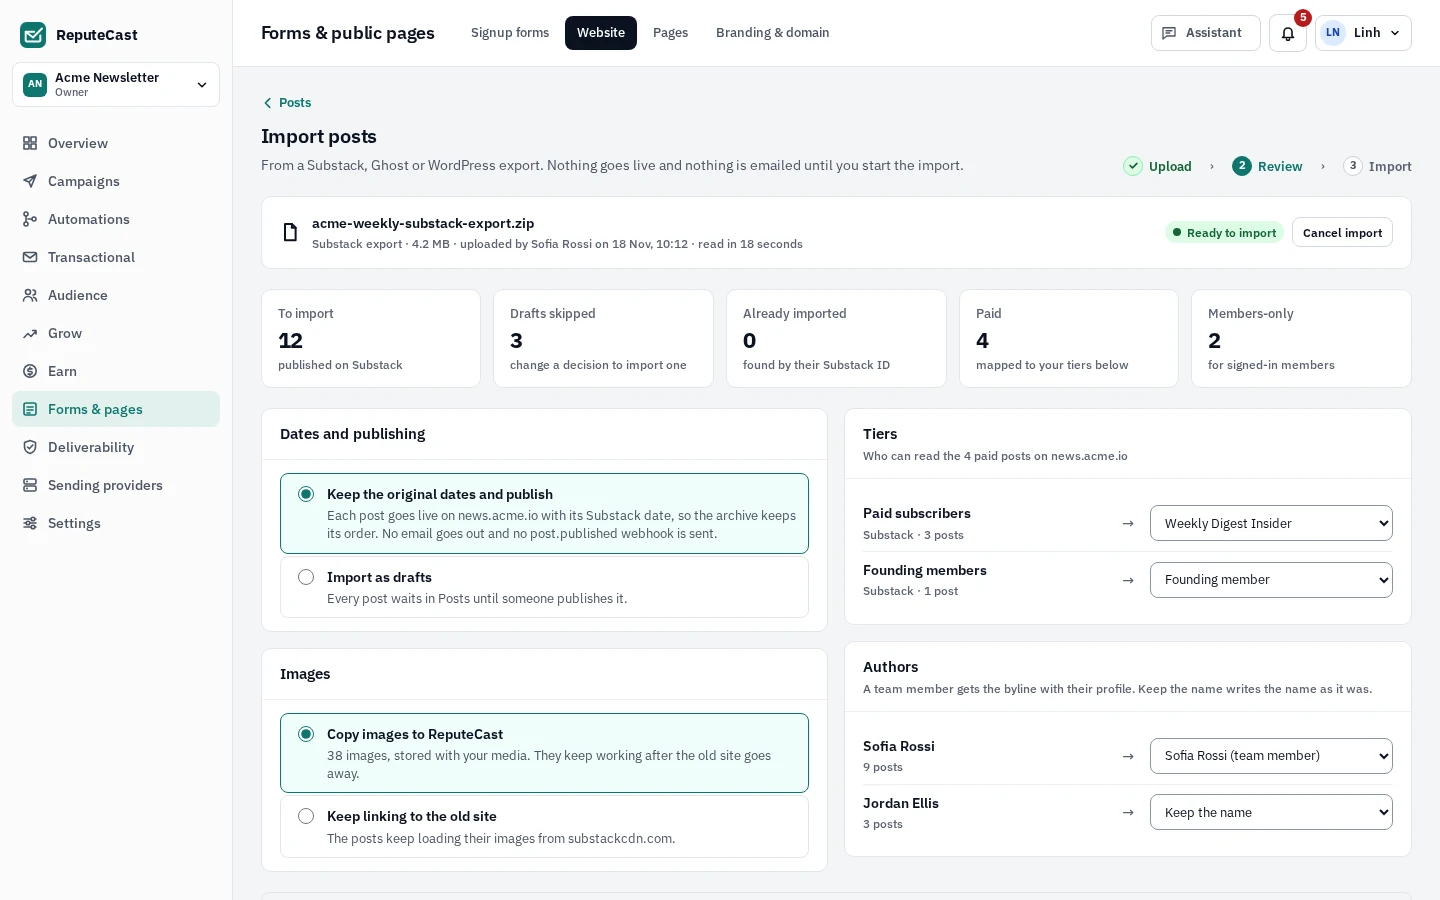 ReputeCast
AN
Acme Newsletter
Owner
Overview
Campaigns
Automations
Transactional
Audience
Grow
Earn
Forms & pages
Deliverability
Sending providers
Settings
Forms & public pages
Signup forms
Website
Pages
Branding & domain
Assistant
5
LN
Linh
Posts
Import posts
From a Substack, Ghost or WordPress export. Nothing goes live and nothing is emailed until you start the import.
Upload
›
2
Review
›
3
Import
acme-weekly-substack-export.zip
Substack export · 4.2 MB · uploaded by Sofia Rossi on 18 Nov, 10:12 · read in 18 seconds
Ready to import
Cancel import
To import
12
published on Substack
Drafts skipped
3
change a decision to import one
Already imported
0
found by their Substack ID
Paid
4
mapped to your tiers below
Members-only
2
for signed-in members
Dates and publishing
Keep the original dates and publish
Each post goes live on news.acme.io with its Substack date, so the archive keeps
its order. No email goes out and no post.published webhook is sent.
Import as drafts
Every post waits in Posts until someone publishes it.
Images
Copy images to ReputeCast
38 images, stored with your media. They keep working after the old site goes
away.
Keep linking to the old site
The posts keep loading their images from substackcdn.com.
Tiers
Who can read the 4 paid posts on news.acme.io
Paid subscribers
Substack · 3 posts
→
Weekly Digest Insider
Founding members
Substack · 1 post
→
Founding member
Authors
A team member gets the byline with their profile. Keep the name writes the name as it was.
Sofia Rossi
9 posts
→
Sofia Rossi (team member)
Jordan Ellis
3 posts
→
Keep the name